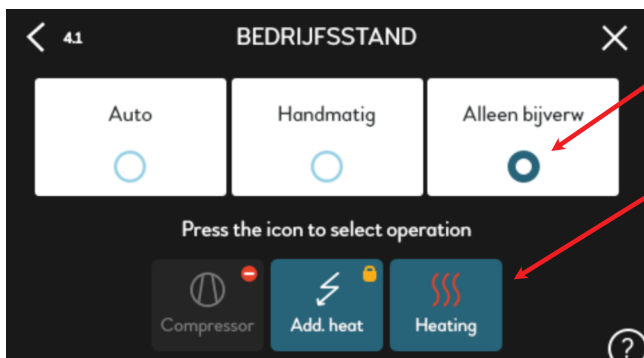 4.1 BEDRIJFSSTAND
Auto Handmatig Alleen bijverw
Press the icon to select operation
Compressor Add. heat Heating
?